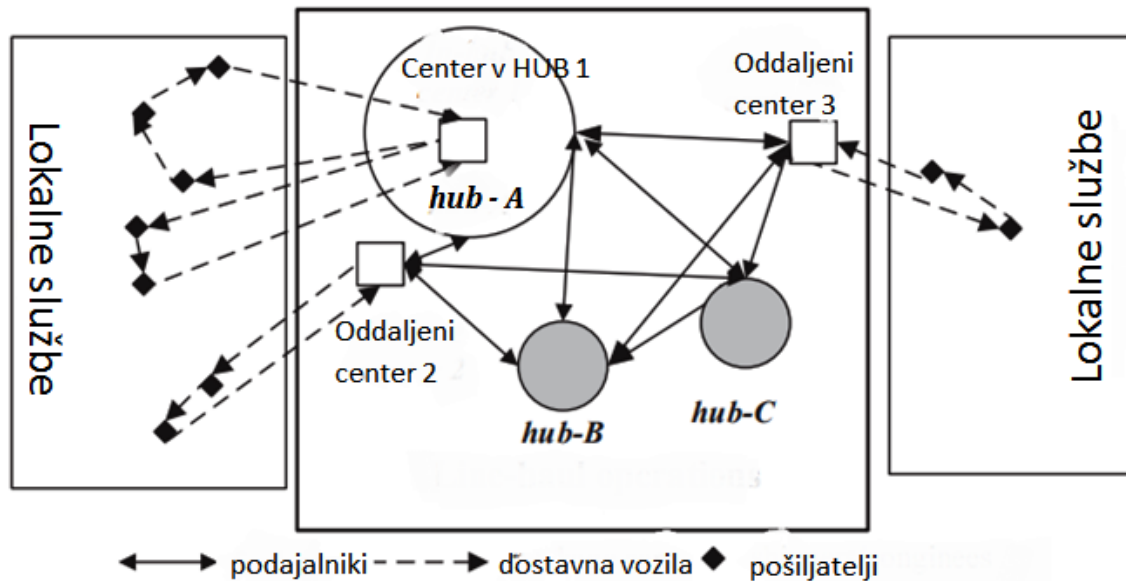 Lokalne službe
Center v HUB 1
hub - A
Oddaljeni
center 3
Oddaljeni
center 2
hub-B
hub-C
Lokalne službe
podajalniki
dostavna vozila
pošiljatelji